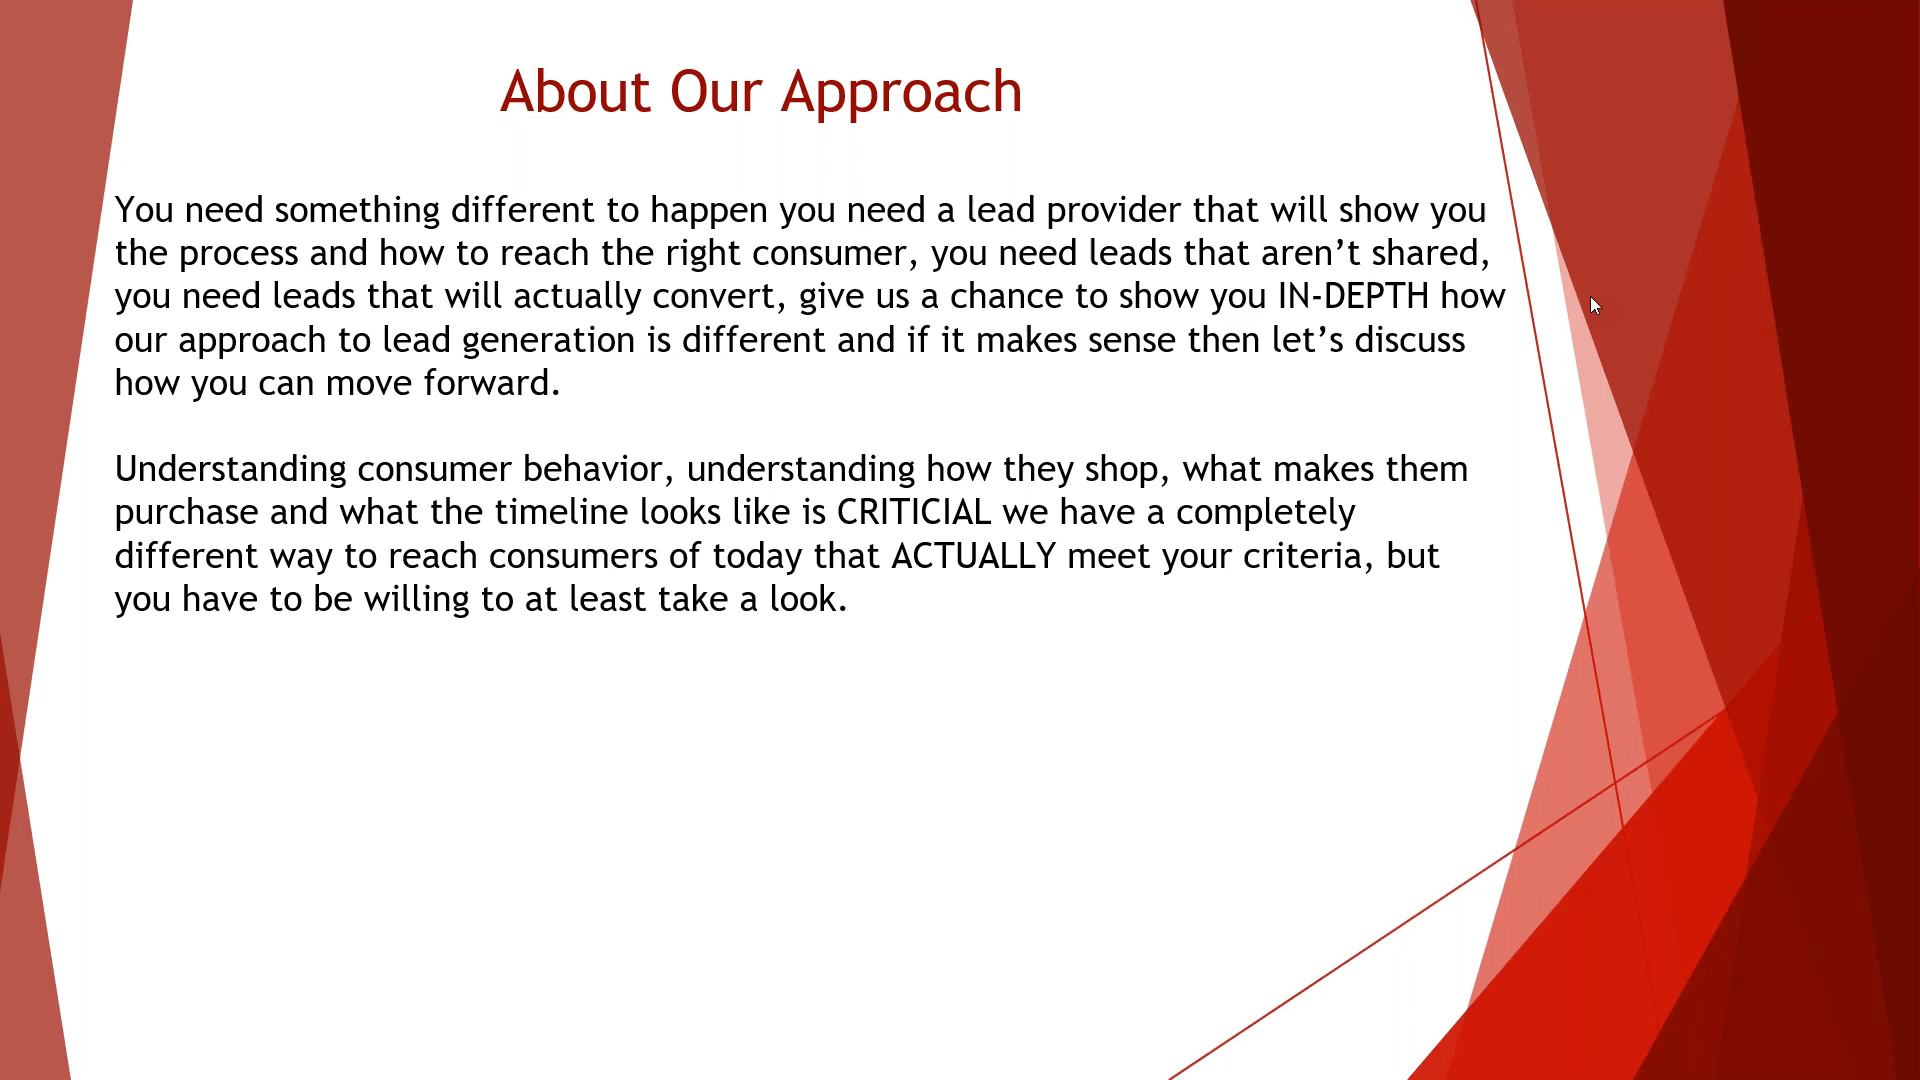 About Our Approach
You need something different to happen you need a lead provider that will show you
the process and how to reach the right consumer, you need leads that aren’t shared,
you need leads that will actually convert, give us a chance to show you IN-DEPTH how
our approach to lead generation is different and if it makes sense then let’s discuss
how you can move forward.
Understanding consumer behavior, understanding how they shop, what makes them
purchase and what the timeline looks like is CRITICIAL we have a completely
different way to reach consumers of today that ACTUALLY meet your criteria, but
you have to be willing to at least take a look.